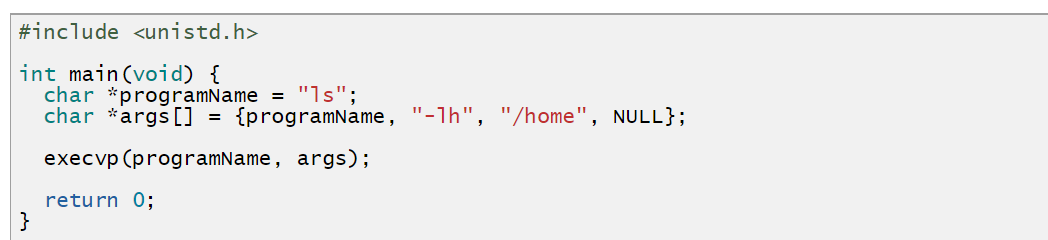 #include <unistd.h>
int main(void) {
char *programName = "ls";
char *args[] = {programName, "-lh", "/home", NULL};
execvp(programName, args);
return 0;
}